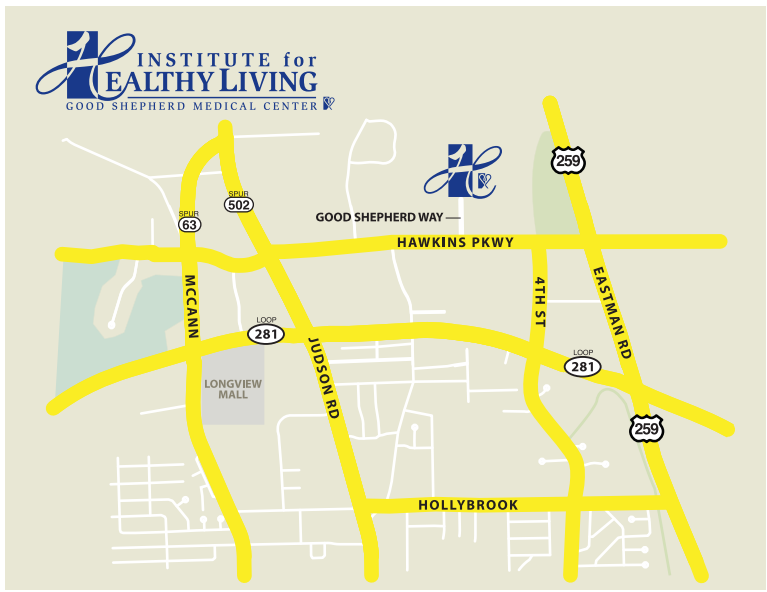 INSTITUTE for
HEALTHY LIVING
GOOD SHEPHERD MEDICAL CENTER
259
SPUR
502
SPUR
63
GOOD SHEPHERD WAY
HAWKINS PKWY
MCCANN
4TH ST
EASTMAN RD
LOOP
281
JUDSON RD
LOOP
281
LONGVIEW
MALL
259
HOLLYBROOK